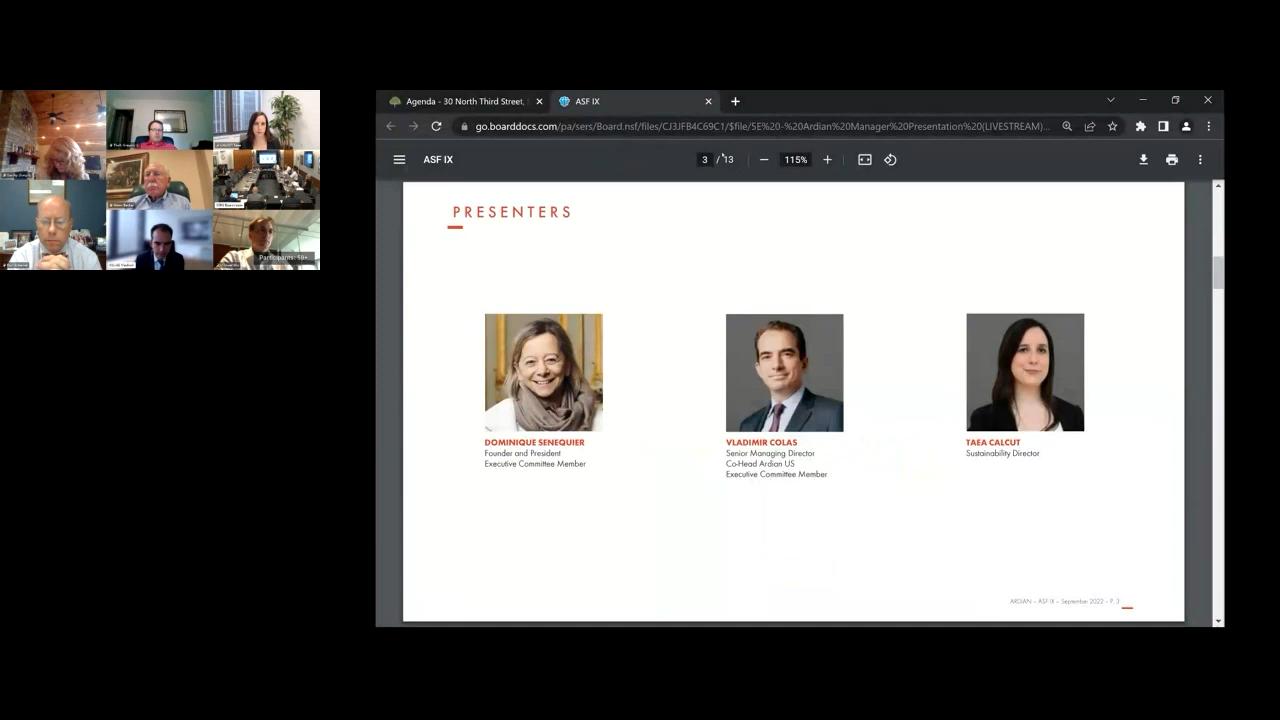 Agenda - 30 North Third Street,
ASF IX
go.boarddocs.com/pa/sers/Board.nsf/files/CJ3JFB4C69C1/$file/5E%20-%20Ardian%20Manager%20Presentation%20(LIVESTREAM)...
ASF IX
3 / 13
115%
PRESENTERS
DOMINIQUE SENEQUIER
Founder and President
Executive Committee Member
VLADIMIR COLAS
Senior Managing Director
Co-Head Ardian US
Executive Committee Member
TAEA CALCUT
Sustainability Director
ARDIAN – ASF IX – September 2022 – P. 3
Participants: 59+